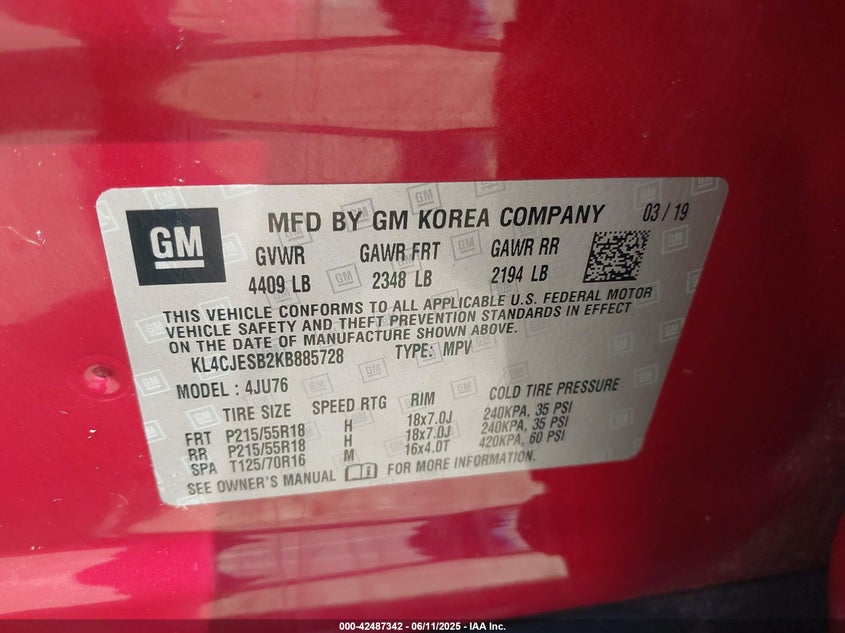 GM MFD BY GM KOREA COMPANY 03 / 19
GVWR GAWR FRT GAWR RR
4409 LB 2348 LB 2194 LB
THIS VEHICLE CONFORMS TO ALL APPLICABLE U.S. FEDERAL MOTOR
VEHICLE SAFETY AND THEFT PREVENTION STANDARDS IN EFFECT
ON THE DATE OF MANUFACTURE SHOWN ABOVE.
KL4CJESB2KB885728 TYPE: MPV
MODEL : 4JU76
TIRE SIZE SPEED RTG RIM COLD TIRE PRESSURE
FRT P215/55R18 H 18x7.0J 240KPA, 35 PSI
RR P215/55R18 H 18x7.0J 240KPA, 35 PSI
SPA T125/70R16 M 16x4.0T 420KPA, 60 PSI
SEE OWNER'S MANUAL FOR MORE INFORMATION.
000-42487342 - 06/11/2025 - IAA Inc.